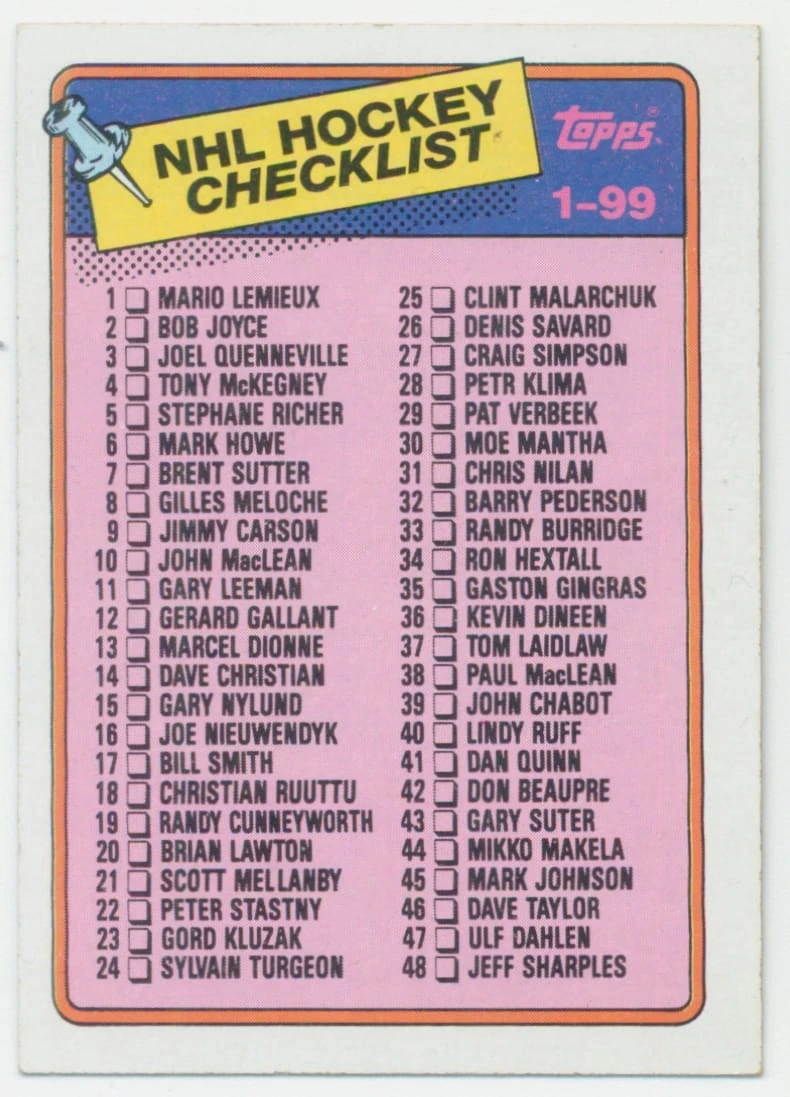 NHL HOCKEY
CHECKLIST
TOPPS®
1-99
1 MARIO LEMIEUX
2 BOB JOYCE
3 JOEL QUENNEVILLE
4 TONY McKEGNEY
5 STEPHANE RICHER
6 MARK HOWE
7 BRENT SUTTER
8 GILLES MELOCHE
9 JIMMY CARSON
10 JOHN MacLEAN
11 GARY LEEMAN
12 GERARD GALLANT
13 MARCEL DIONNE
14 DAVE CHRISTIAN
15 GARY NYLUND
16 JOE NIEUWENDYK
17 BILL SMITH
18 CHRISTIAN RUUTTU
19 RANDY CUNNEYWORTH
20 BRIAN LAWTON
21 SCOTT MELLANBY
22 PETER STASTNY
23 GORD KLUZAK
24 SYLVAIN TURGEON
25 CLINT MALARCHUK
26 DENIS SAVARD
27 CRAIG SIMPSON
28 PETR KLIMA
29 PAT VERBEEK
30 MOE MANTHA
31 CHRIS NILAN
32 BARRY PEDERSON
33 RANDY BURRIDGE
34 RON HEXTALL
35 GASTON GINGRAS
36 KEVIN DINEEN
37 TOM LAIDLAW
38 PAUL MacLEAN
39 JOHN CHABOT
40 LINDY RUFF
41 DAN QUINN
42 DON BEAUPRE
43 GARY SUTER
44 MIKKO MAKELA
45 MARK JOHNSON
46 DAVE TAYLOR
47 ULF DAHLEN
48 JEFF SHARPLES